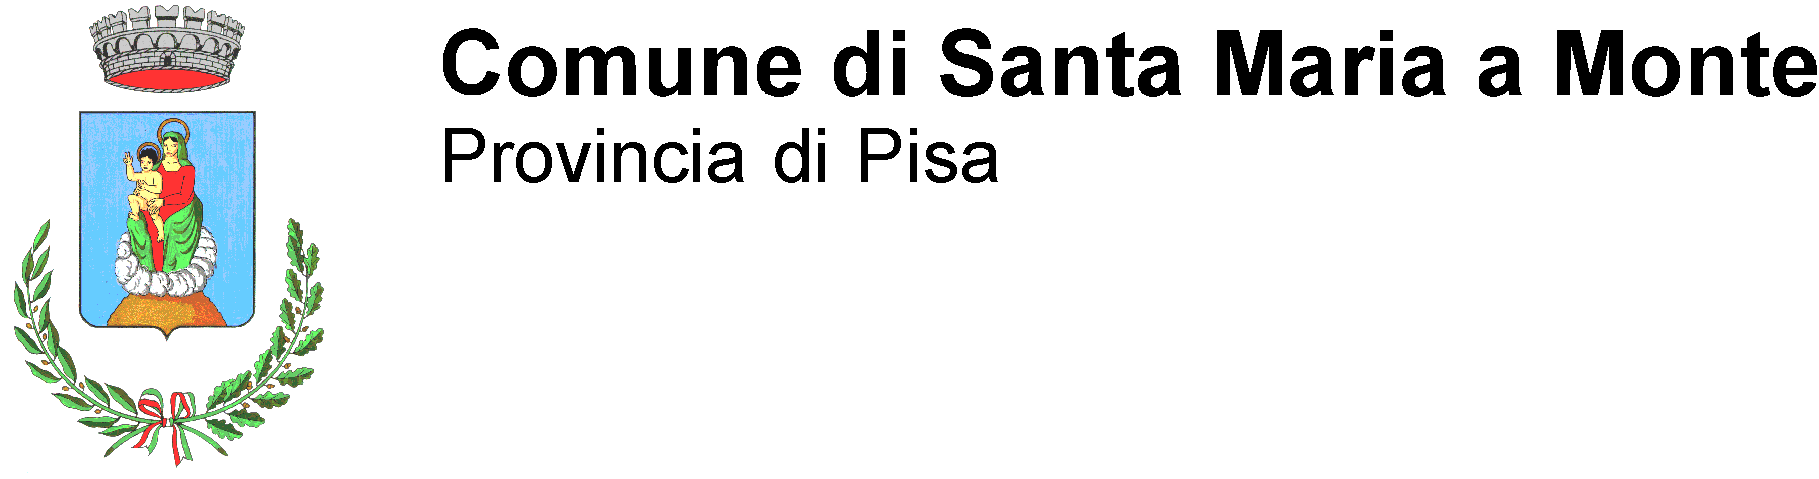 Comune di Santa Maria a Monte
Provincia di Pisa